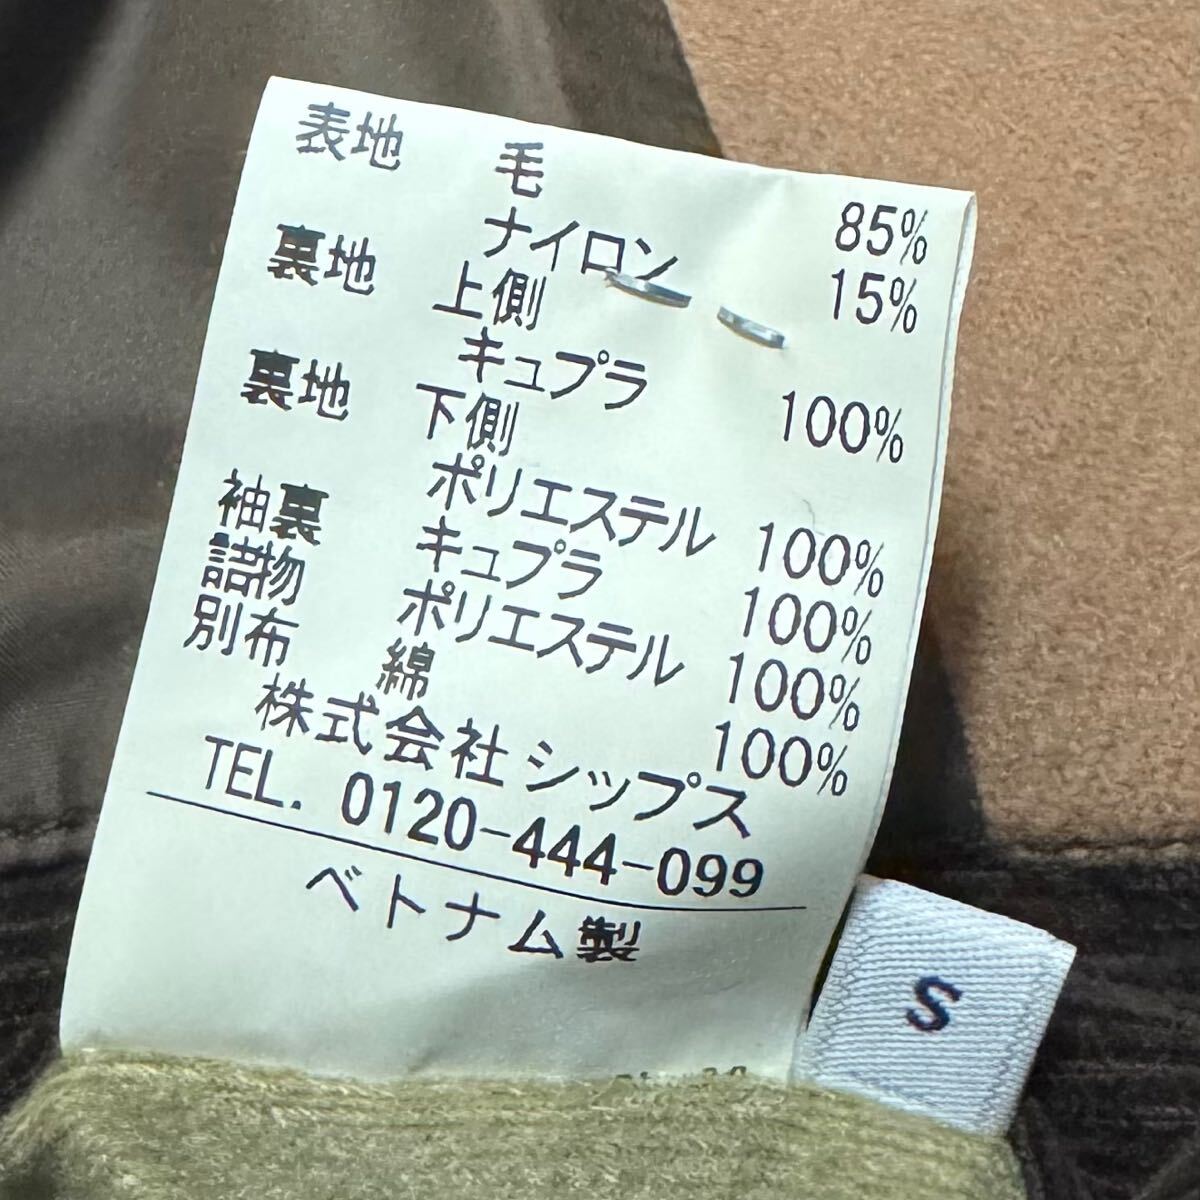 表地 毛 85%
ナイロン 15%
裏地 上側
キュプラ 100%
裏地 下側
ポリエステル 100%
袖裏 キュプラ 100%
詰物 ポリエステル 100%
別布 綿 100%
株式会社シップス
TEL. 0120-444-099
ベトナム製
S